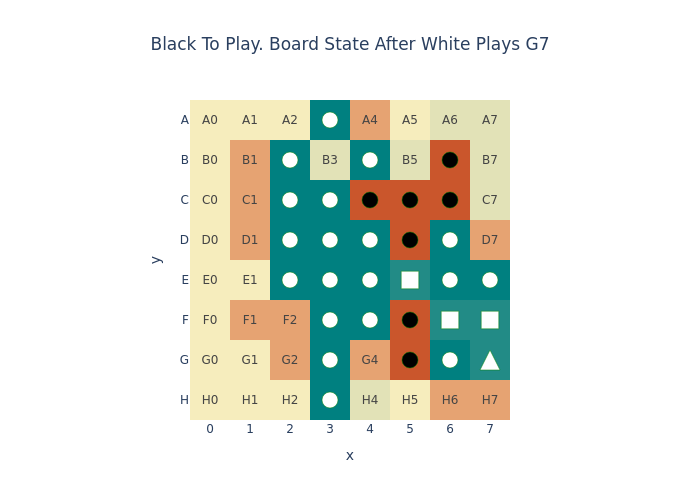 Black To Play. Board State After White Plays G7
A A0 A1 A2 A4 A5 A6 A7
B B0 B1 B3 B5 B7
C C0 C1 C7
D D0 D1 D7
E E0 E1
F F0 F1 F2
G G0 G1 G2 G4
H H0 H1 H2 H4 H5 H6 H7
0 1 2 3 4 5 6 7
x
y